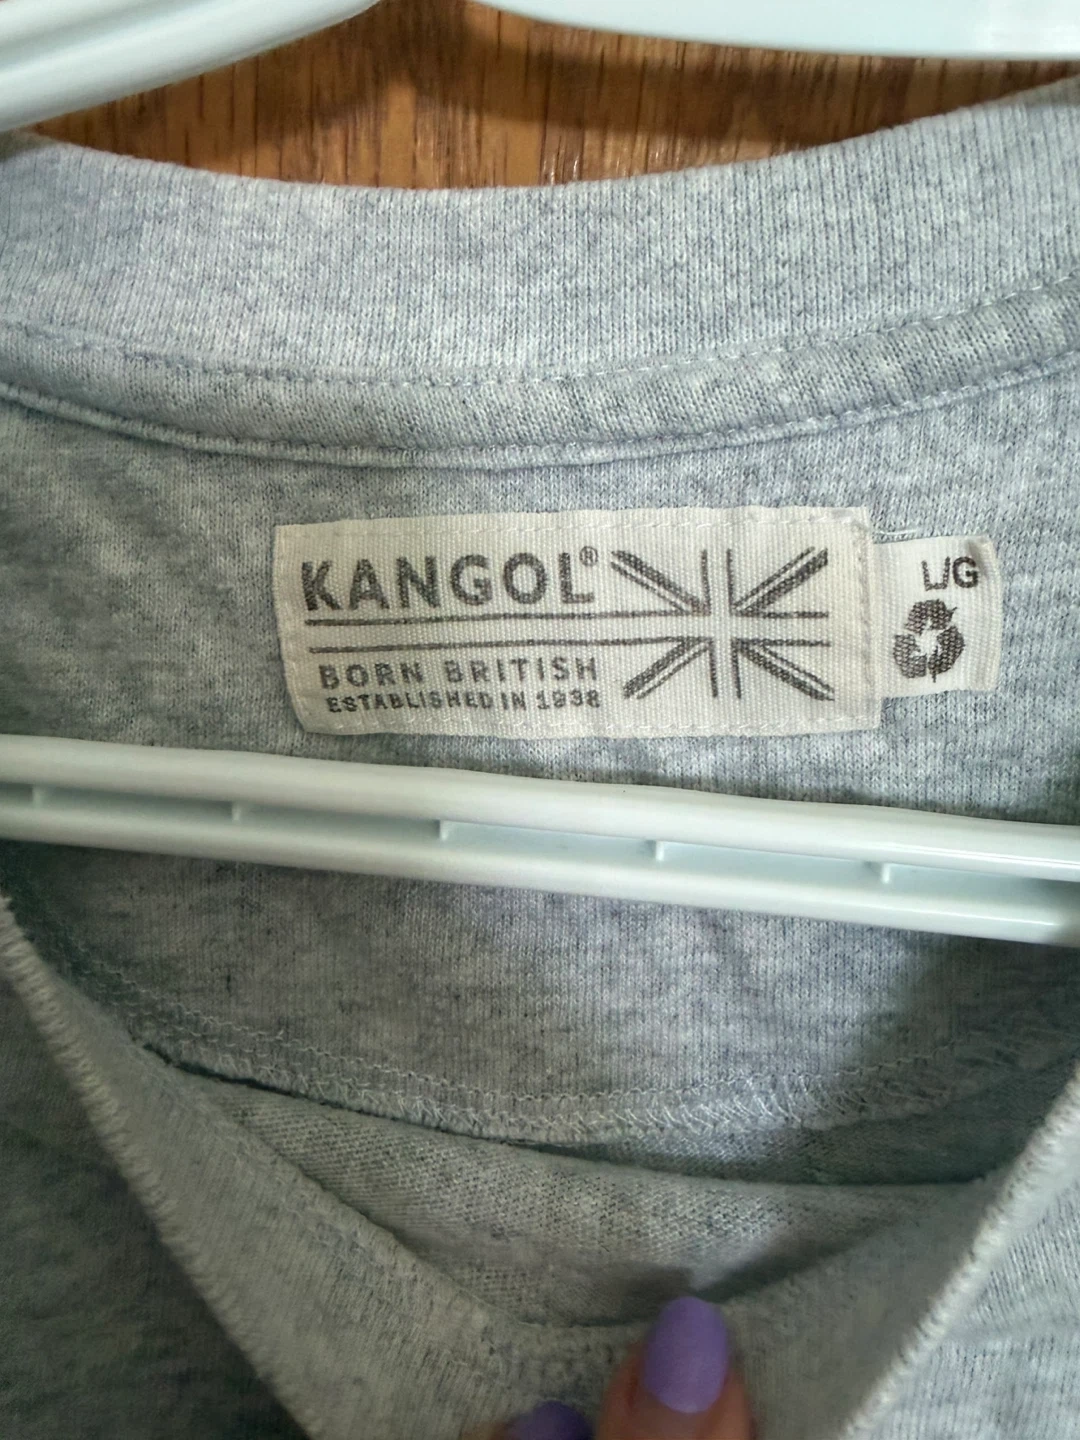 KANGOL®
BORN BRITISH
ESTABLISHED IN 1938
L/G